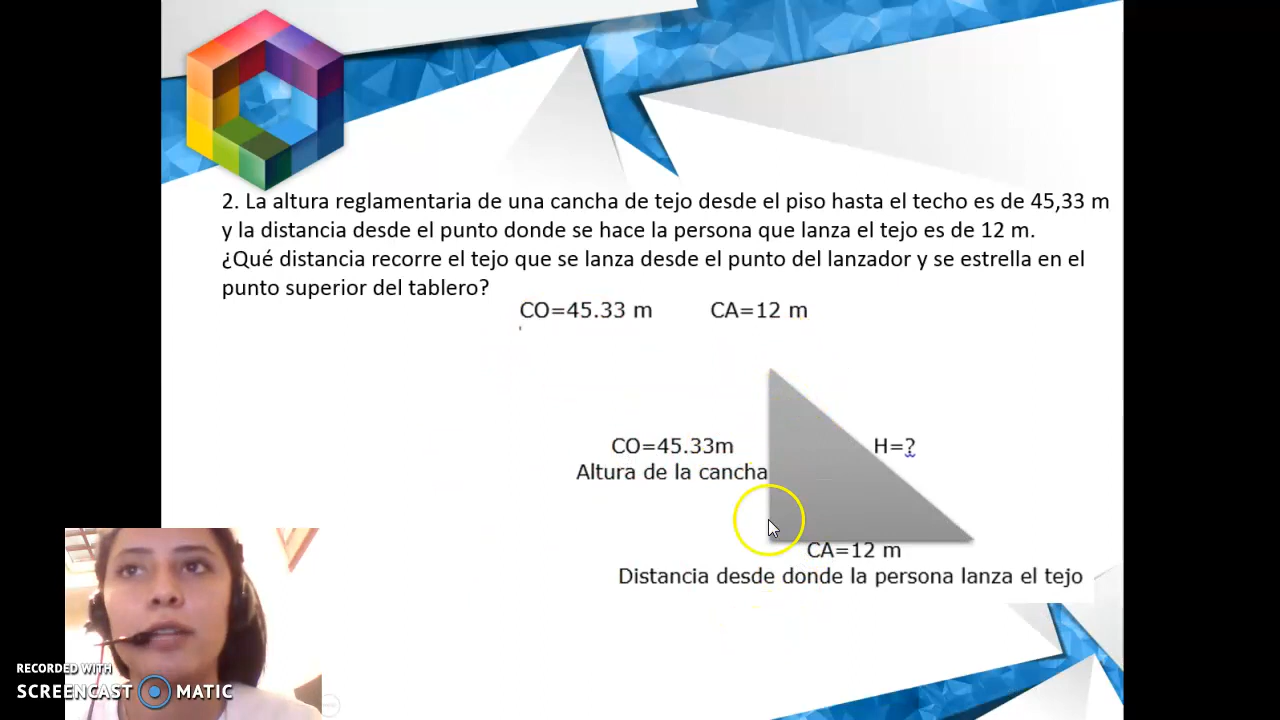 2. La altura reglamentaria de una cancha de tejo desde el piso hasta el techo es de 45,33 m
y la distancia desde el punto donde se hace la persona que lanza el tejo es de 12 m.
¿Qué distancia recorre el tejo que se lanza desde el punto del lanzador y se estrella en el
punto superior del tablero?
CO=45.33 m CA=12 m
CO=45.33m H=?
Altura de la cancha
CA=12 m
Distancia desde donde la persona lanza el tejo
RECORDED WITH
SCREENCAST MATIC